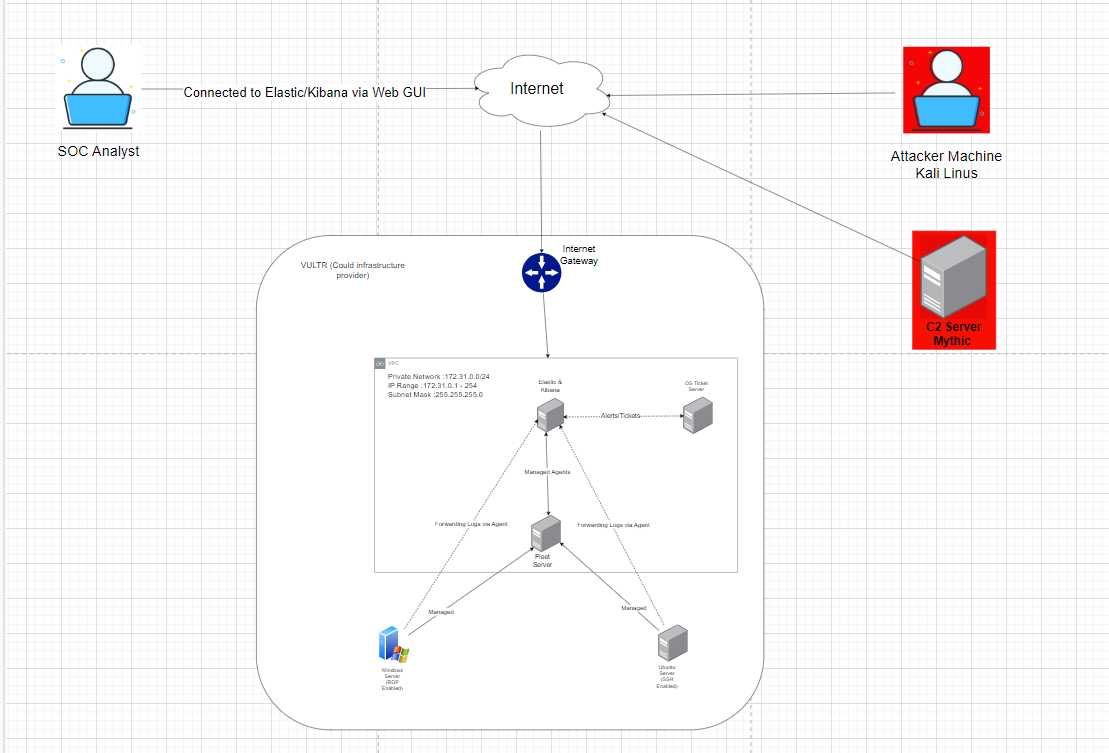 Connected to Elastic/Kibana via Web GUI
Internet
SOC Analyst
Attacker Machine
Kali Linus
Internet
Gateway
VULTR (Could infrastructure
provider)
C2 Server
Mythic
VPC
Private Network :172.31.0.0/24
IP Range :172.31.0.1 - 254
Subnet Mask :255.255.255.0
Elastic &
Kibana
OS Ticket
Server
Alerts/Tickets
Managed Agents
Forwarding Logs via Agent
Forwarding Logs via Agent
Fleet
Server
Managed
Managed
Windows
Server
(RDP
Enabled)
Ubuntu
Server
(SSH
Enabled)